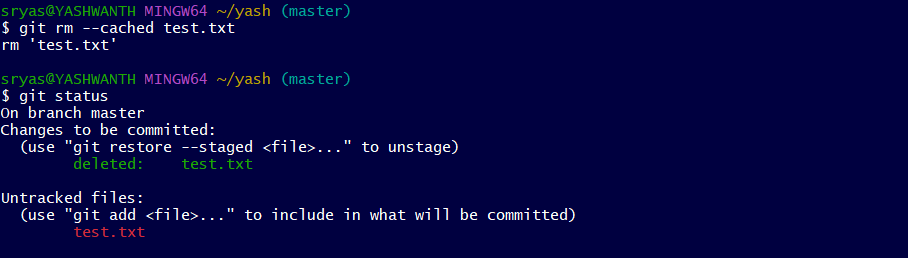 sryas@YASHWANTH MINGW64 ~/yash (master)
$ git rm --cached test.txt
rm 'test.txt'

sryas@YASHWANTH MINGW64 ~/yash (master)
$ git status
On branch master
Changes to be committed:
  (use "git restore --staged <file>..." to unstage)
        deleted:    test.txt

Untracked files:
  (use "git add <file>..." to include in what will be committed)
        test.txt